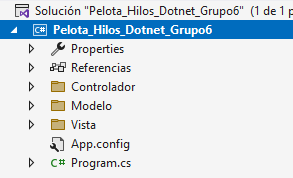 Solución "Pelota_Hilos_Dotnet_Grupo6" (1 de 1 p
C# Pelota_Hilos_Dotnet_Grupo6
Properties
Referencias
Controlador
Modelo
Vista
App.config
C# Program.cs